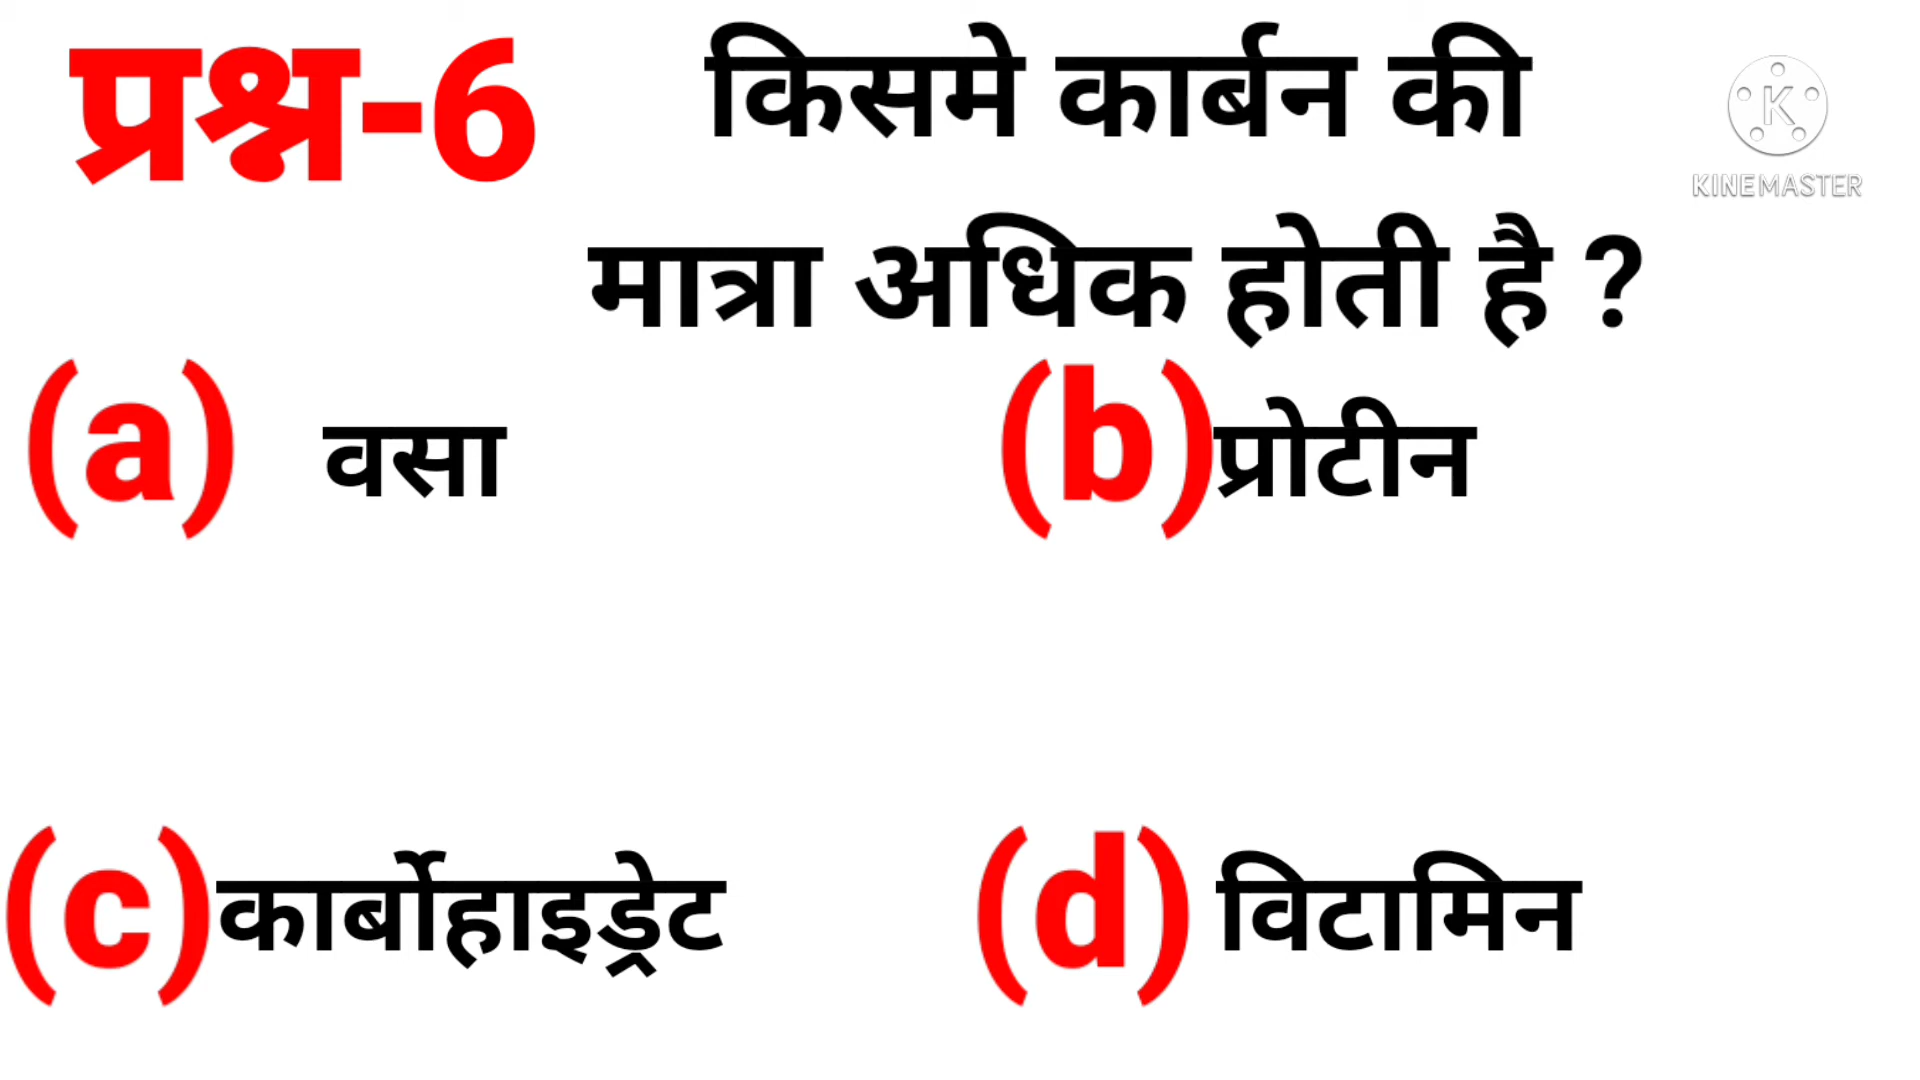 प्रश्न-6 किसमे कार्बन की
K
KINEMASTER
मात्रा अधिक होती है ?
(a) वसा (b) प्रोटीन
(c) कार्बोहाइड्रेट (d) विटामिन